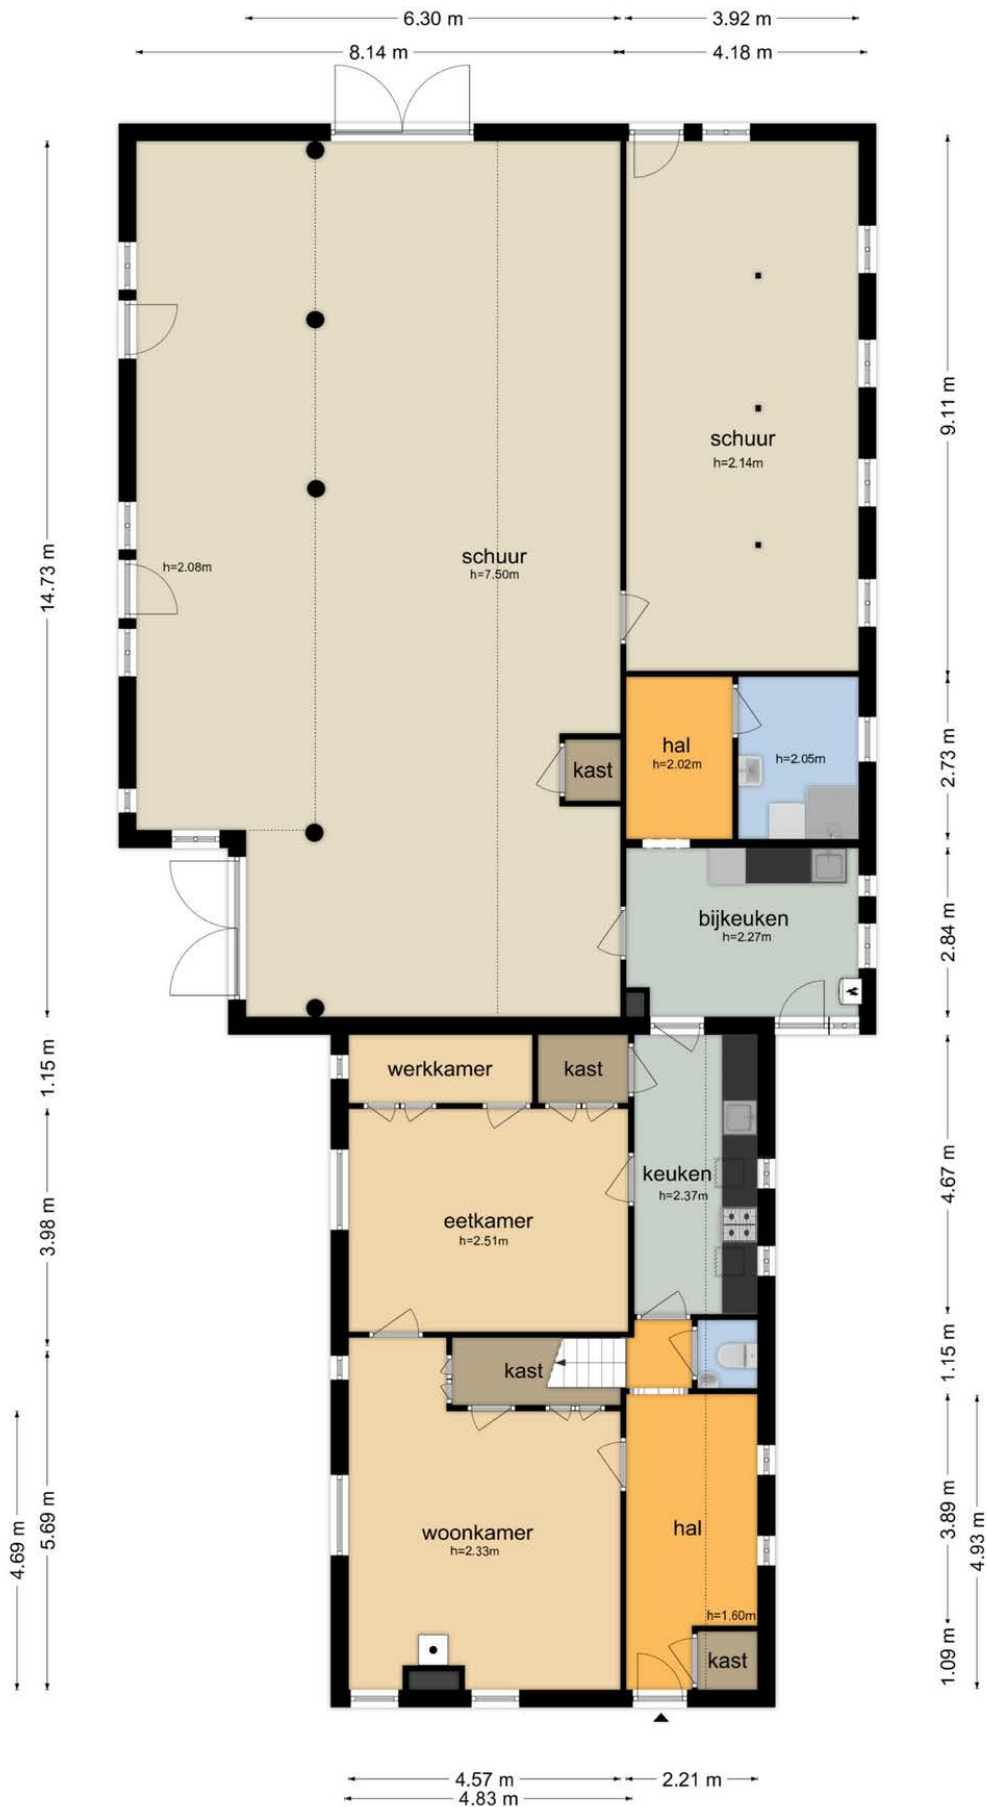 6.30 m
3.92 m
8.14 m
4.18 m
14.73 m
9.11 m
schuur
h=2.14m
schuur
h=7.50m
h=2.08m
hal
h=2.02m
h=2.05m
2.73 m
kast
bijkeuken
h=2.27m
2.84 m
1.15 m
werkkamer
kast
keuken
h=2.37m
4.67 m
3.98 m
eetkamer
h=2.51m
kast
1.15 m
4.69 m
5.69 m
woonkamer
h=2.33m
hal
h=1.60m
3.89 m
4.93 m
kast
1.09 m
4.57 m
2.21 m
4.83 m